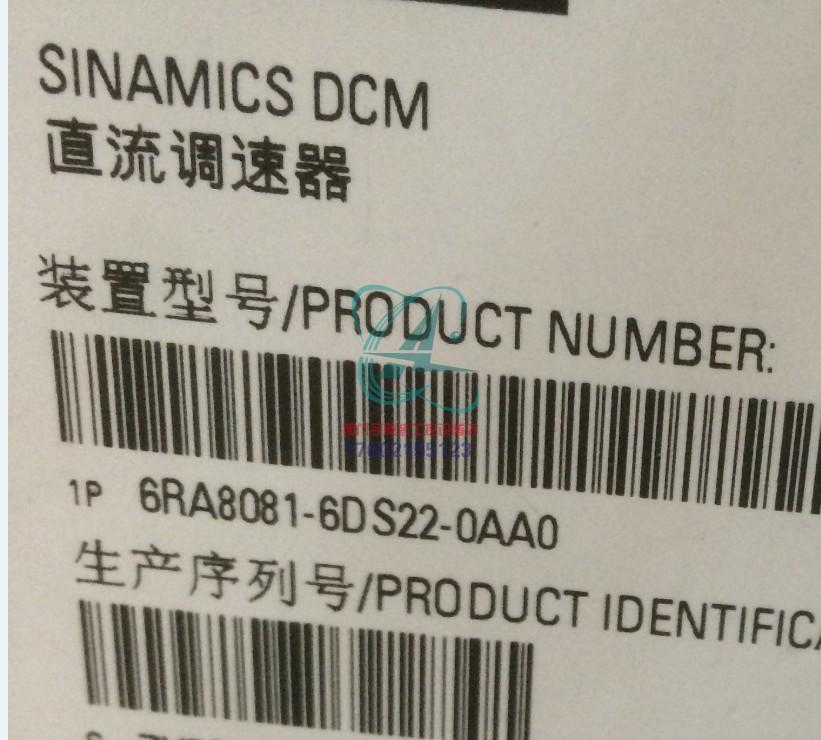 SINAMICS DCM
直流调速器
装置型号/PRODUCT NUMBER:
1P 6RA8081-6DS22-0AA0
生产序列号/PRODUCT IDENTIFICA